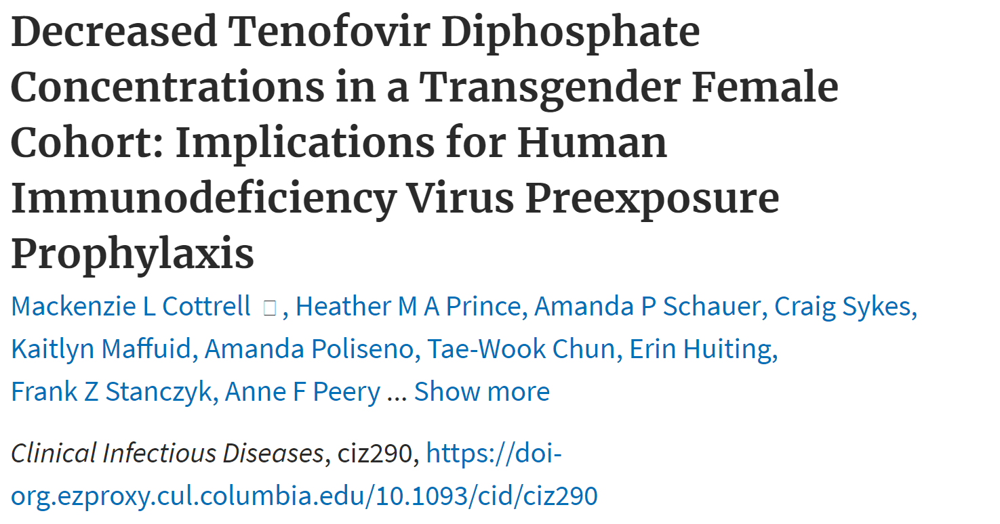 Decreased Tenofovir Diphosphate
Concentrations in a Transgender Female
Cohort: Implications for Human
Immunodeficiency Virus Preexposure
Prophylaxis
Mackenzie L Cottrell , Heather M A Prince, Amanda P Schauer, Craig Sykes,
Kaitlyn Maffuid, Amanda Poliseno, Tae-Wook Chun, Erin Huiting,
Frank Z Stanczyk, Anne F Peery ... Show more
Clinical Infectious Diseases, ciz290, https://doi-
org.ezproxy.cul.columbia.edu/10.1093/cid/ciz290